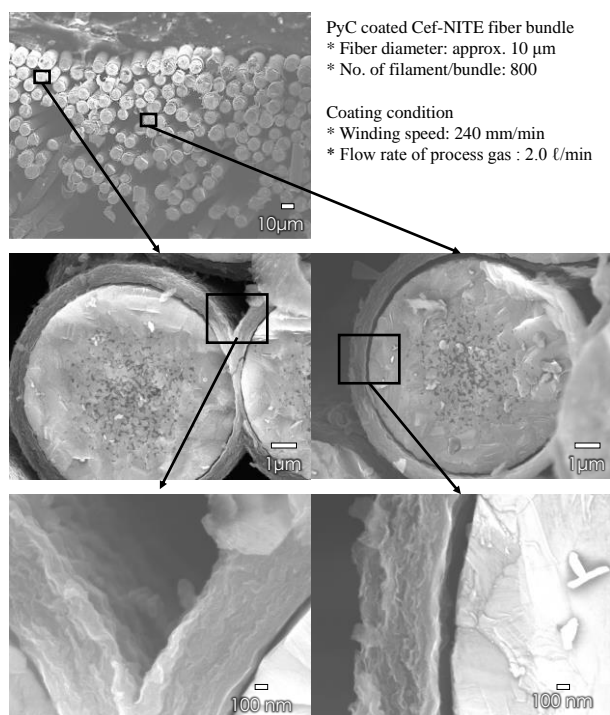 PyC coated Cef-NITE fiber bundle
* Fiber diameter: approx. 10 μm
* No. of filament/bundle: 800
Coating condition
* Winding speed: 240 mm/min
* Flow rate of process gas : 2.0 ℓ/min
10μm
1μm
1μm
100 nm
100 nm